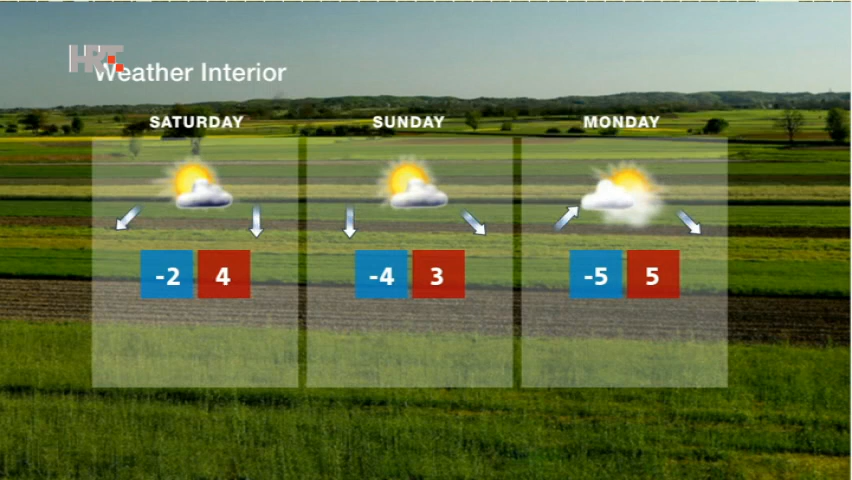 HRT
Weather Interior
SATURDAY SUNDAY MONDAY
-2 4 -4 3 -5 5